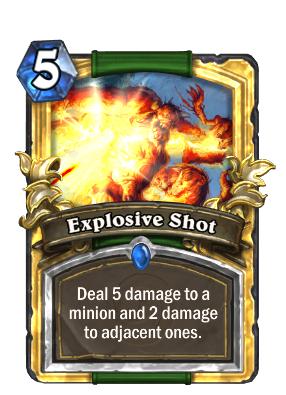 5
Explosive Shot
Deal 5 damage to a
minion and 2 damage
to adjacent ones.